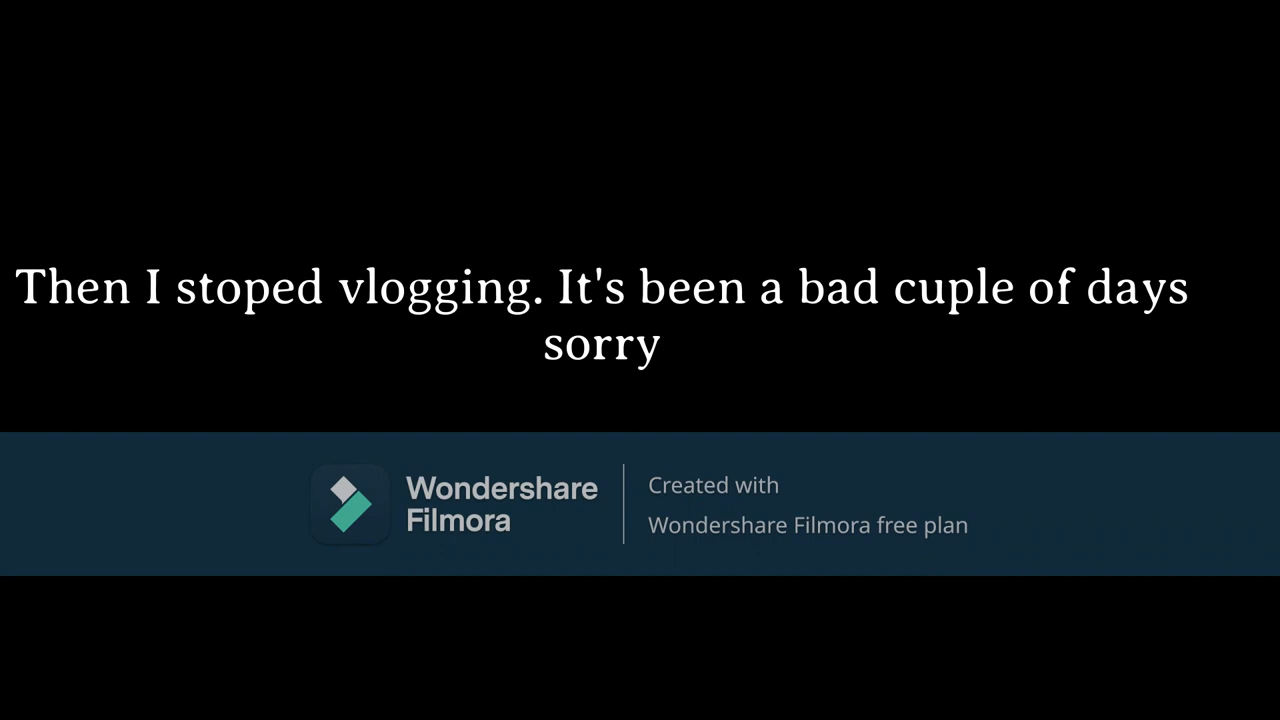 Then I stoped vlogging. It's been a bad cuple of days
sorry
Wondershare
Filmora
Created with
Wondershare Filmora free plan